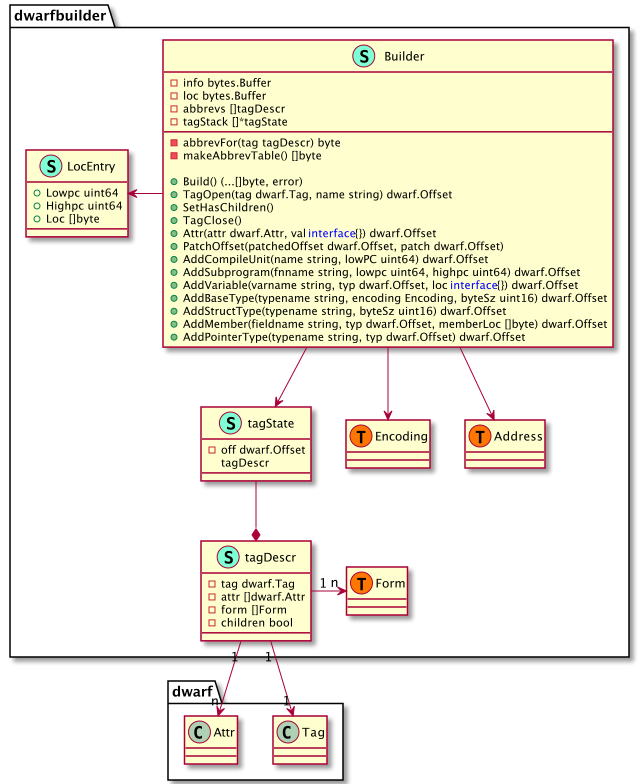 dwarfbuilder
S Builder
info bytes.Buffer
loc bytes.Buffer
abbrevs []tagDescr
tagStack []*tagState
abbrevFor(tag tagDescr) byte
makeAbbrevTable() []byte
Build() (...[]byte, error)
TagOpen(tag dwarf.Tag, name string) dwarf.Offset
SetHasChildren()
TagClose()
Attr(attr dwarf.Attr, val interface{}) dwarf.Offset
PatchOffset(patchedOffset dwarf.Offset, patch dwarf.Offset)
AddCompileUnit(name string, lowPC uint64) dwarf.Offset
AddSubprogram(fnname string, lowpc uint64, highpc uint64) dwarf.Offset
AddVariable(varname string, typ dwarf.Offset, loc interface{}) dwarf.Offset
AddBaseType(typename string, encoding Encoding, byteSz uint16) dwarf.Offset
AddStructType(typename string, byteSz uint16) dwarf.Offset
AddMember(fieldname string, typ dwarf.Offset, memberLoc []byte) dwarf.Offset
AddPointerType(typename string, typ dwarf.Offset) dwarf.Offset
S LocEntry
Lowpc uint64
Highpc uint64
Loc []byte
S tagState
off dwarf.Offset
tagDescr
T Encoding
T Address
S tagDescr
tag dwarf.Tag
attr []dwarf.Attr
form []Form
children bool
1 n
T Form
1
1
n
1
dwarf
C Attr
C Tag